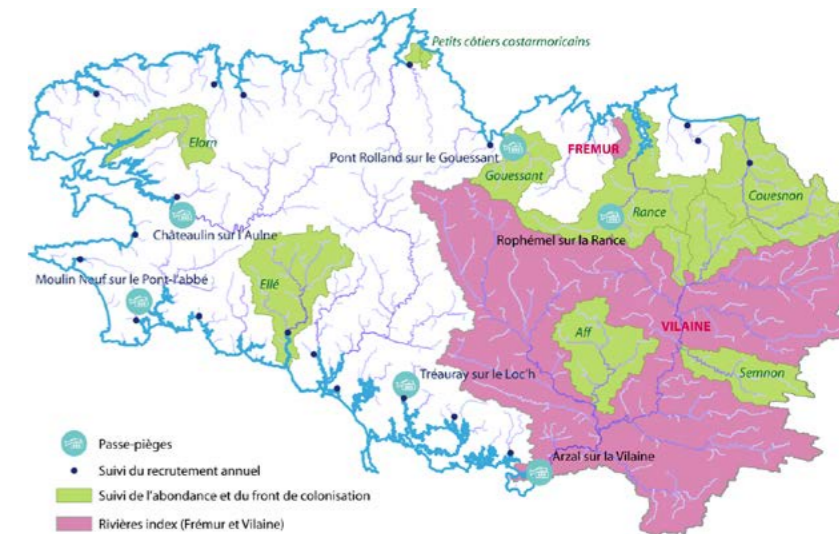 Petits côtiers costarmoricains
Elorn
Pont Rolland sur le Gouessant
FREMUR
Gouessant
Couesnon
Rance
Châteaulin sur l'Aulne
Rophémel sur la Rance
Moulin Neuf sur le Pont-l'abbé
Ellé
VILAINE
Aff
Semnon
Tréauray sur le Loc'h
Arzal sur la Vilaine
Passe-pièges
Suivi du recrutement annuel
Suivi de l'abondance et du front de colonisation
Rivières index (Frémur et Vilaine)